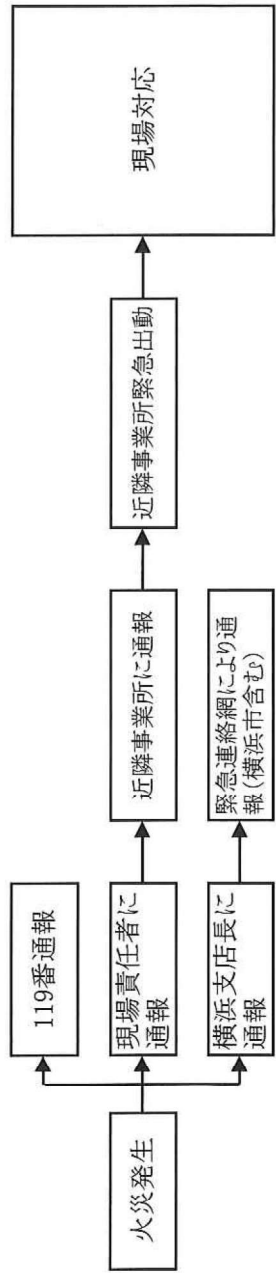 火災発生
119番通報
現場責任者に
通報
横浜支店長に
通報
近隣事業所に通報
緊急連絡網により通
報(横浜市含む)
近隣事業所緊急出動
現場対応